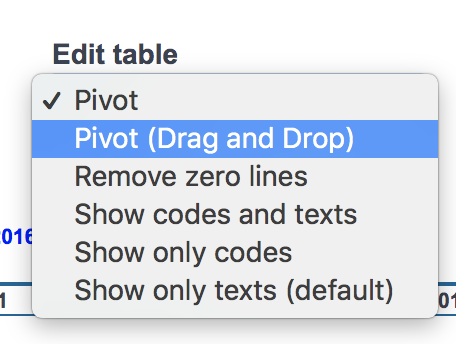 Edit table
✓ Pivot
Pivot (Drag and Drop)
Remove zero lines
Show codes and texts
2016
Show only codes
Show only texts (default)